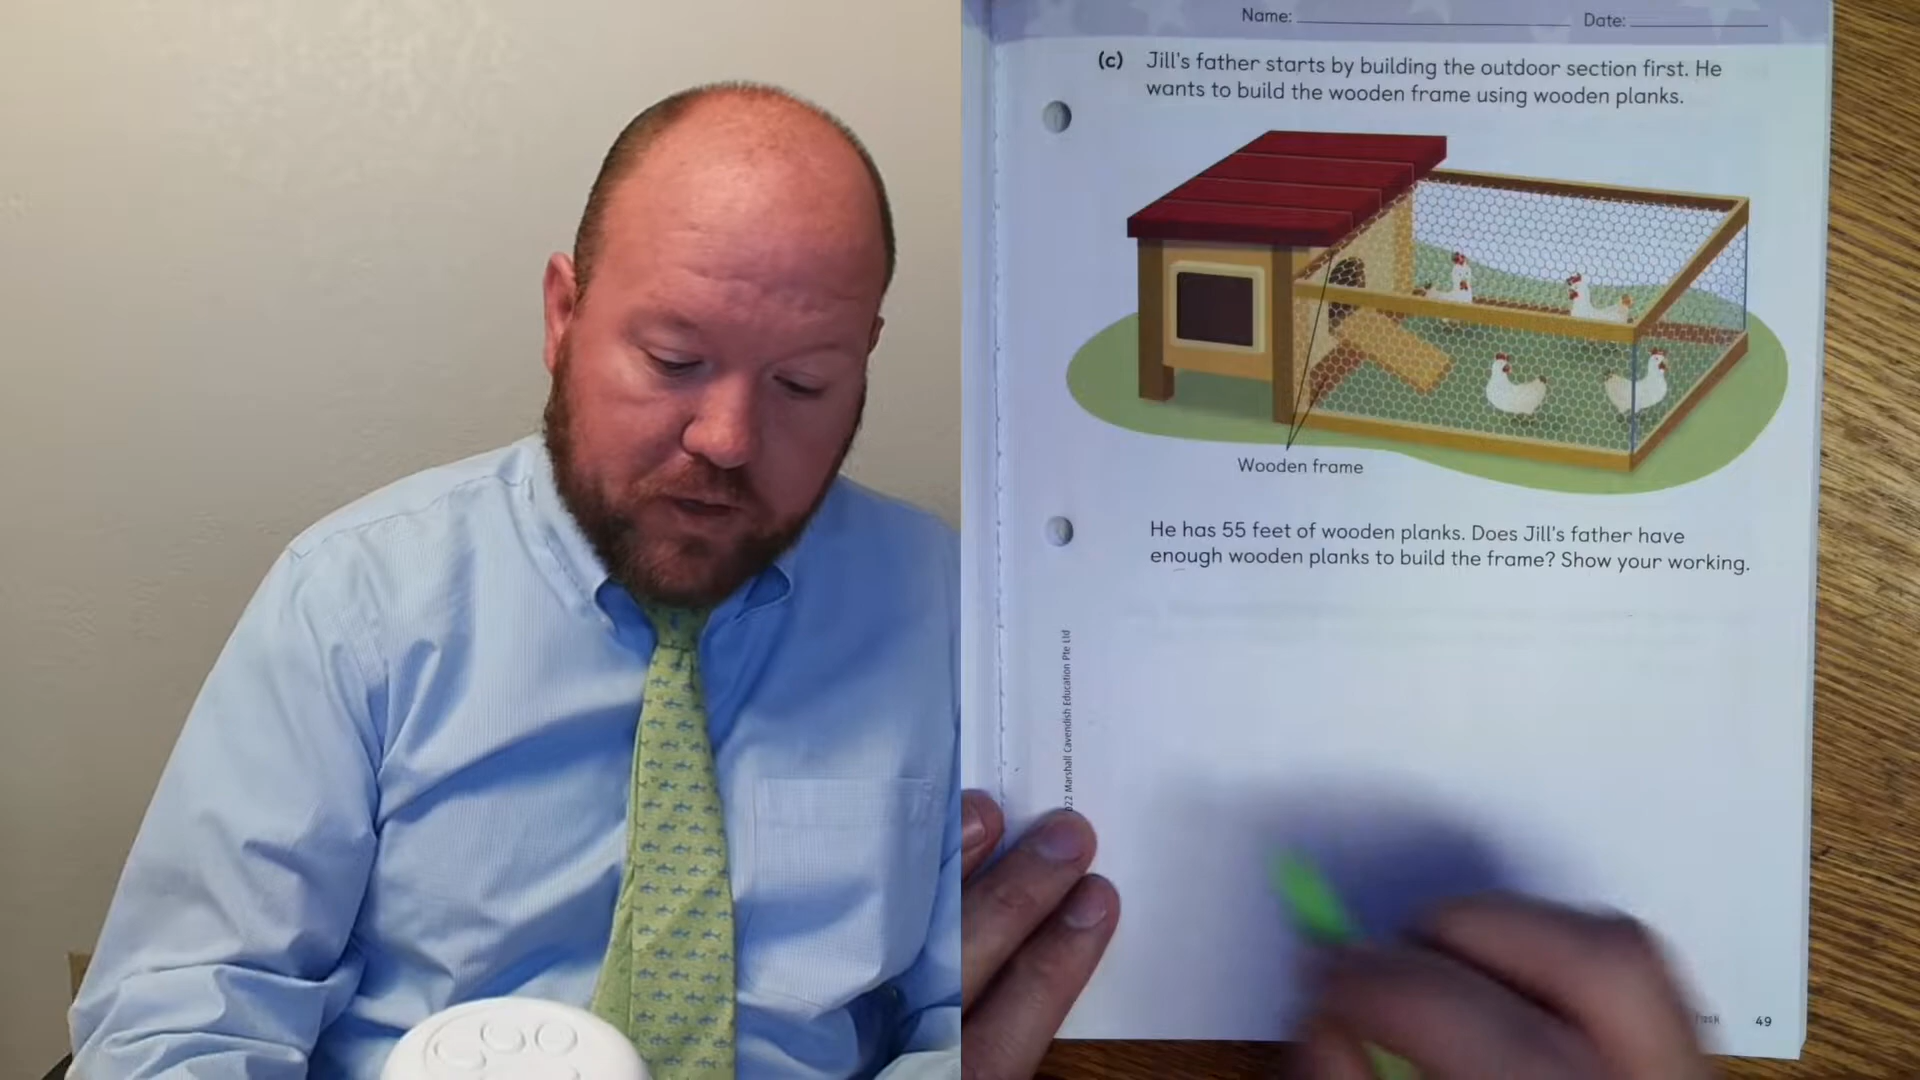 Name: Date:
(c) Jill's father starts by building the outdoor section first. He
wants to build the wooden frame using wooden planks.
Wooden frame
He has 55 feet of wooden planks. Does Jill's father have
enough wooden planks to build the frame? Show your working.
Marshall Cavendish Education Pte Ltd
49